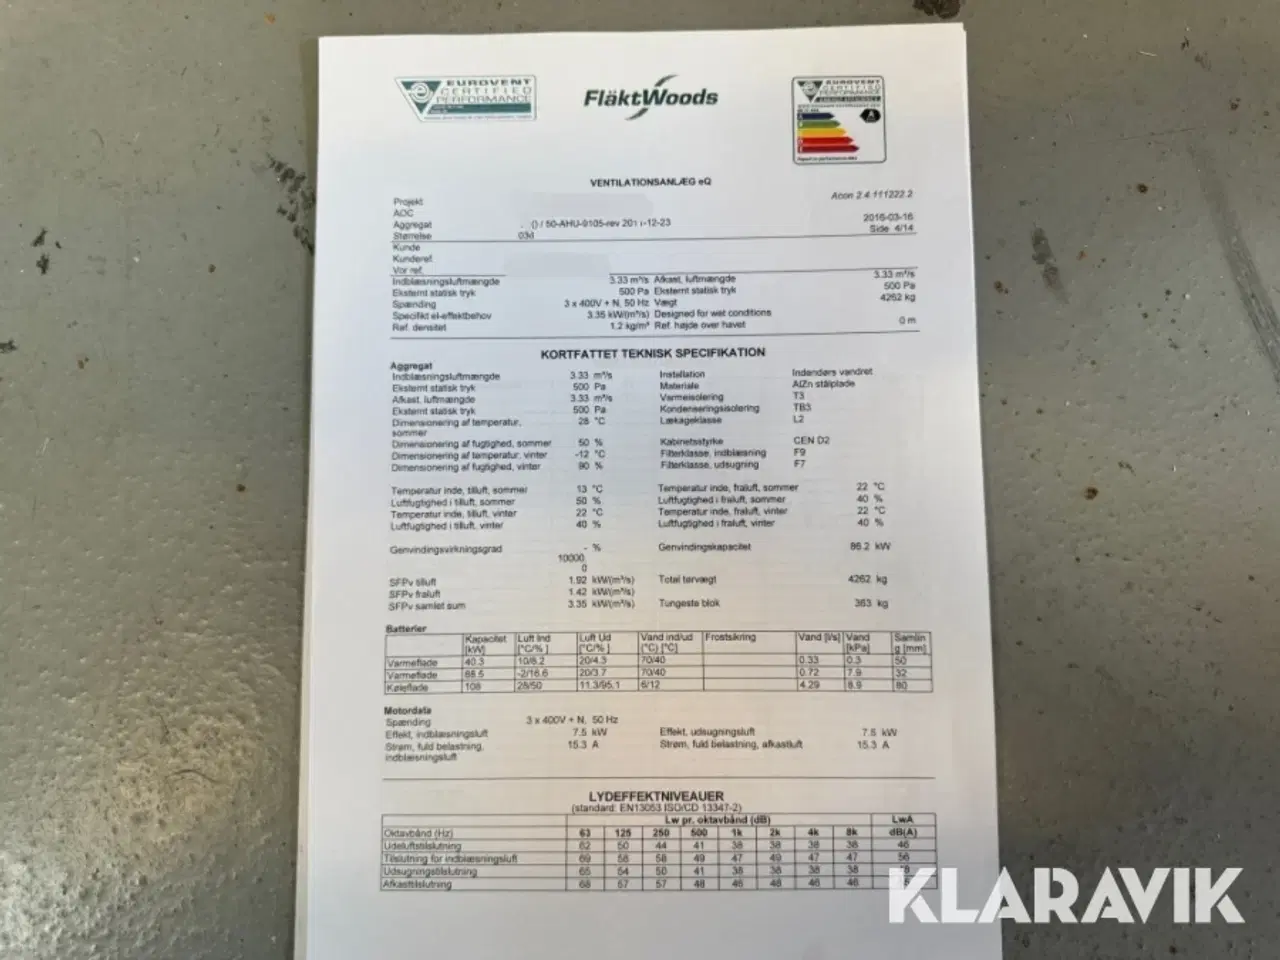 EUROVENT
CERTIFIED
PERFORMANCE
FläktWoods
EUROVENT
CERTIFIED
PERFORMANCE
A
VENTILATIONSANLÆG eQ
Projekt
Acon 2.4.111222.2
AOC
2016-03-16
Aggregat () / 50-AHU-9105-rev 12-23
Side 4/14
Størrelse
Kunde
Kunderef.
Vor ref.
Indblæsningsluftmængde 3.33 m³/s Afkast, luftmængde 3.33 m³/s
Eksternt statisk tryk 500 Pa Eksternt statisk tryk 500 Pa
Spænding 3 x 400V + N, 50 Hz Vægt 4262 kg
Specifikt el-effektbehov 3.35 kW/(m³/s) Designed for wet conditions
Ref. densitet 1.2 kg/m³ Ref. højde over havet 0 m
KORTFATTET TEKNISK SPECIFIKATION
Aggregat
Indblæsningsluftmængde 3.33 m³/s Installation Indendørs vandret
Eksternt statisk tryk 500 Pa Materiale AlZn stålplade
Afkast, luftmængde 3.33 m³/s Varmeisolering T3
Eksternt statisk tryk 500 Pa Kondenseringsisolering TB3
Dimensionering af temperatur, 28 °C Lækageklasse L2
sommer
Dimensionering af fugtighed, sommer 50 % Kabinetsstyrke CEN D2
Dimensionering af temperatur, vinter -12 °C Filterklasse, indblæsning F9
Dimensionering af fugtighed, vinter 90 % Filterklasse, udsugning F7
Temperatur inde, tilluft, sommer 13 °C Temperatur inde, fraluft, sommer 22 °C
Luftfugtighed i tilluft, sommer 50 % Luftfugtighed i fraluft, sommer 40 %
Temperatur inde, tilluft, vinter 22 °C Temperatur inde, fraluft, vinter 22 °C
Luftfugtighed i tilluft, vinter 40 % Luftfugtighed i fraluft, vinter 40 %
Genvindingsvirkningsgrad - % Genvindingskapacitet 86.2 kW
10000
0
SFPv tilluft 1.92 kW/(m³/s) Total tørvægt 4262 kg
SFPv fraluft 1.42 kW/(m³/s)
SFPv samlet sum 3.35 kW/(m³/s) Tungeste blok 363 kg
Batterier
Kapacitet Luft Ind Luft Ud Vand ind/ud Frostsikring Vand [l/s] Vand Samlin
[kW] [°C/% ] [°C/% ] (°C) [°C] [kPa] g [mm]
Varmeflade 40.3 10/8.2 20/4.3 70/40 0.33 0.3 50
Varmeflade 88.5 -2/16.6 20/3.7 70/40 0.72 7.9 32
Køleflade 108 28/50 11.3/95.1 6/12 4.29 8.9 80
Motordata
Spænding 3 x 400V + N, 50 Hz
Effekt, indblæsningsluft 7.5 kW Effekt, udsugningsluft 7.5 kW
Strøm, fuld belastning, 15.3 A Strøm, fuld belastning, afkastluft 15.3 A
indblæsningsluft
LYDEFFEKTNIVEAUER
(standard: EN13053 ISO/CD 13347-2)
Lw pr. oktavbånd (dB) LwA
Oktavbånd (Hz) 63 125 250 500 1k 2k 4k 8k dB(A)
Udeluftstilslutning 62 50 44 41 38 38 38 38 46
Tilslutning for indblæsningsluft 69 58 58 49 47 49 47 47 56
Udsugningstilslutning 65 54 50 41 38 38 38 38
Afkasttilslutning 68 57 57 48 46 48 46 46
KLARAVIK